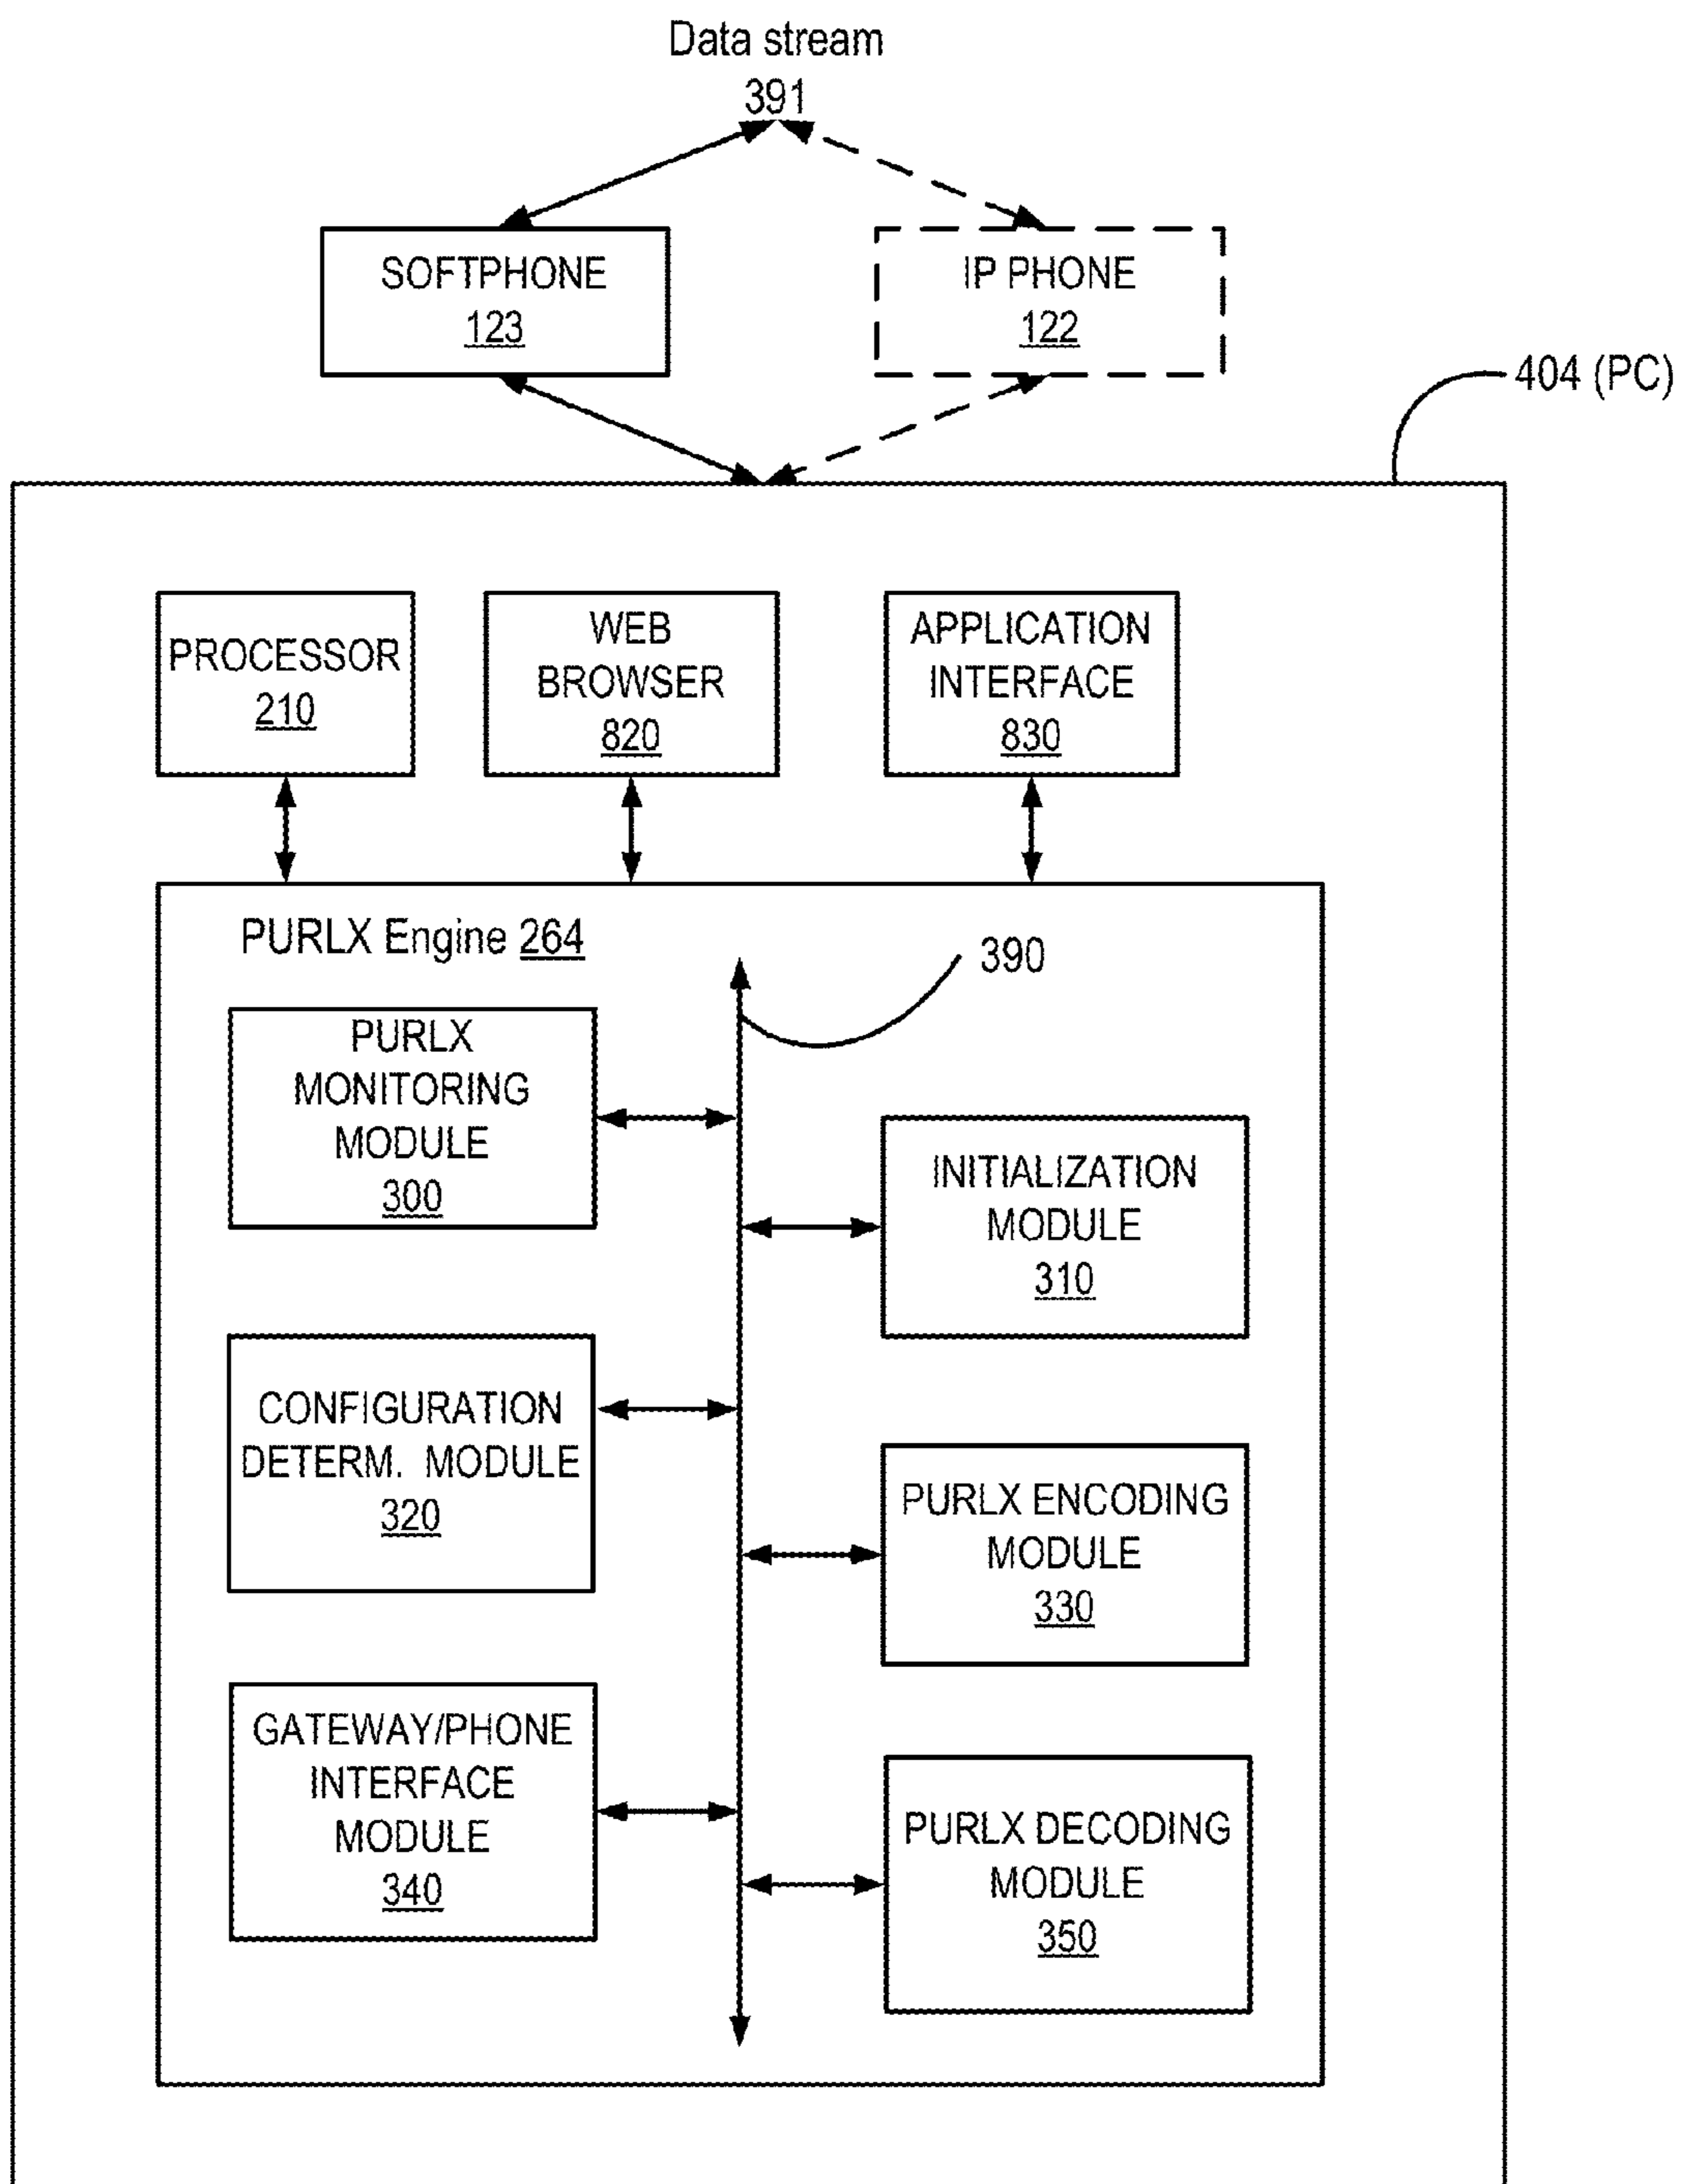 Data stream
391
SOFTPHONE
123
IP PHONE
122
404 (PC)
PROCESSOR
210
WEB
BROWSER
820
APPLICATION
INTERFACE
830
PURLX Engine 264
390
PURLX
MONITORING
MODULE
300
INITIALIZATION
MODULE
310
CONFIGURATION
DETERM. MODULE
320
PURLX ENCODING
MODULE
330
GATEWAY/PHONE
INTERFACE
MODULE
340
PURLX DECODING
MODULE
350